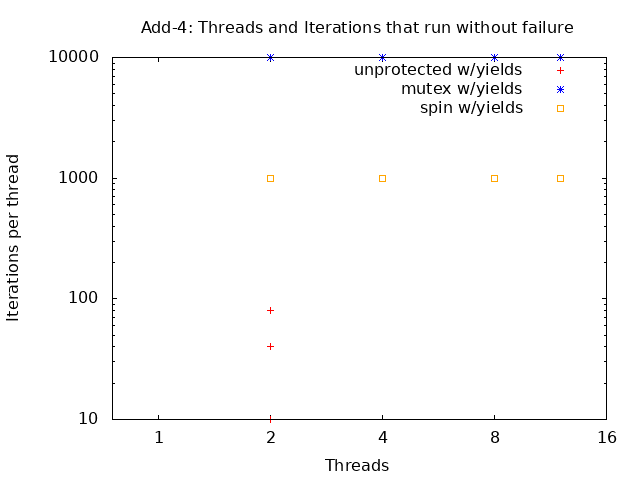 Add-4: Threads and Iterations that run without failure
10000
unprotected w/yields
mutex w/yields
spin w/yields
1000
Iterations per thread
100
10
1 2 4 8 16
Threads